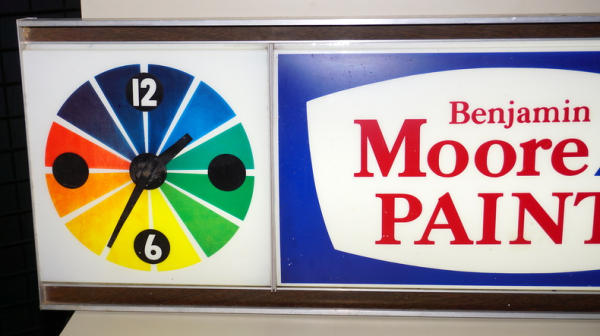 12
6
Benjamin
Moore
PAINT